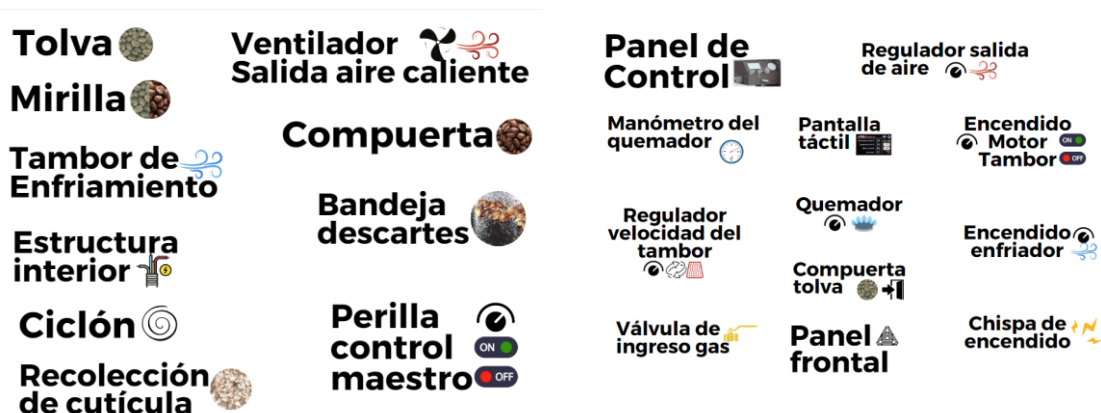 Tolva
Mirilla
Tambor de
Enfriamiento
Estructura
interior
Ciclón
Recolección
de cutícula
Ventilador
Salida aire caliente
Compuerta
Bandeja
descartes
Perilla
control
maestro
ON
OFF
Panel de
Control
Regulador salida
de aire
Manómetro del
quemador
Pantalla
táctil
Encendido
Motor
Tambor
ON
OFF
Regulador
velocidad del
tambor
Quemador
Encendido
enfriador
Compuerta
tolva
Válvula de
ingreso gas
Panel
frontal
Chispa de
encendido